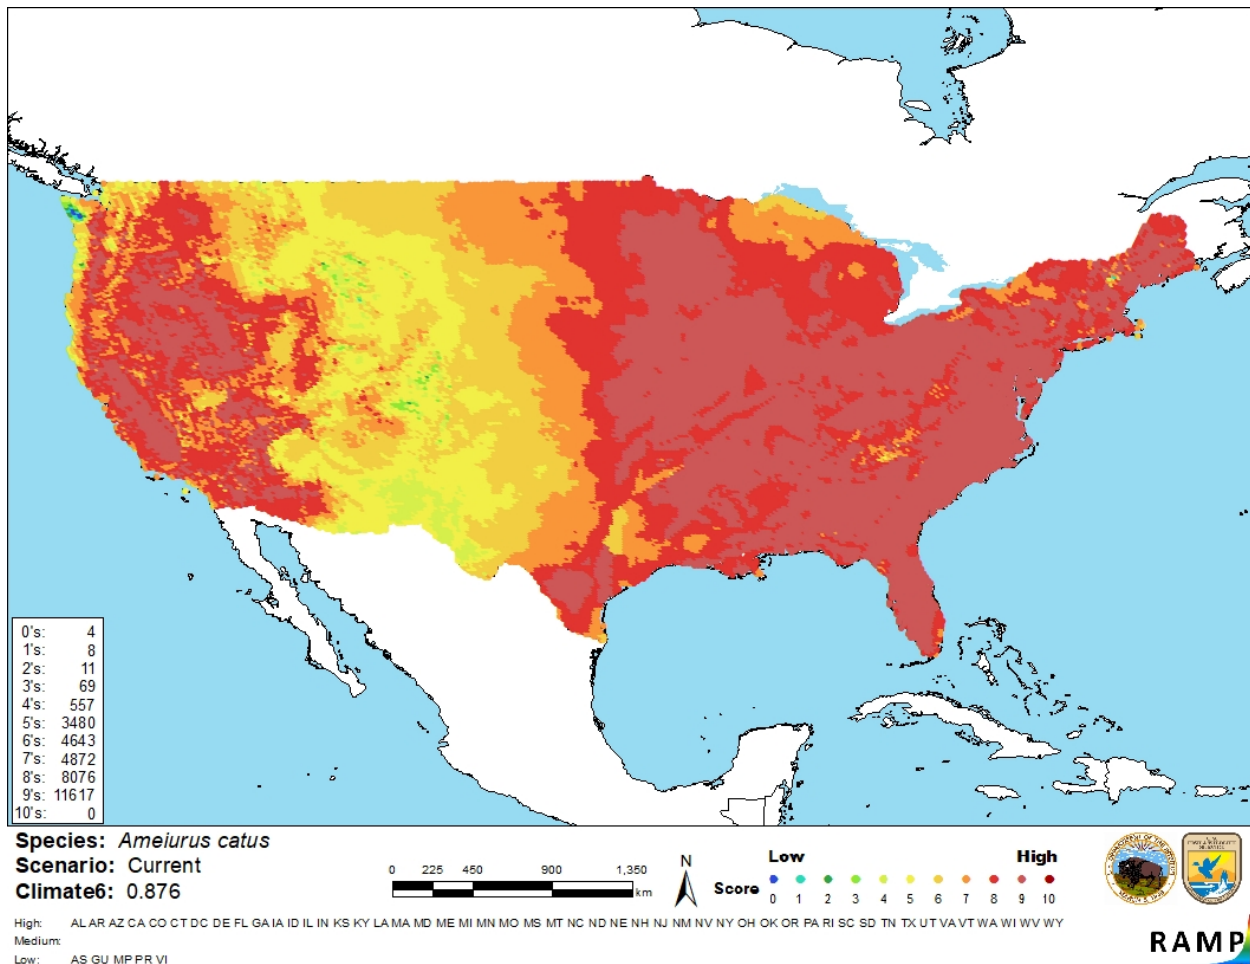 0's: 4
1's: 8
2's: 11
3's: 69
4's: 557
5's: 3480
6's: 4643
7's: 4872
8's: 8076
9's: 11617
10's: 0
Species: Ameiurus catus
Scenario: Current
Climate6: 0.876
0 225 450 900 1,350
km
N
Low High
Score 0 1 2 3 4 5 6 7 8 9 10
High: AL AR AZ CA CO CT DC DE FL GA IA ID IL IN KS KY LA MA MD ME MI MN MO MS MT NC ND NE NH NJ NM NV NY OH OK OR PA RI SC SD TN TX UT VA VT WA WI WV WY
Medium:
Low: AS GU MP PR VI
RAMP